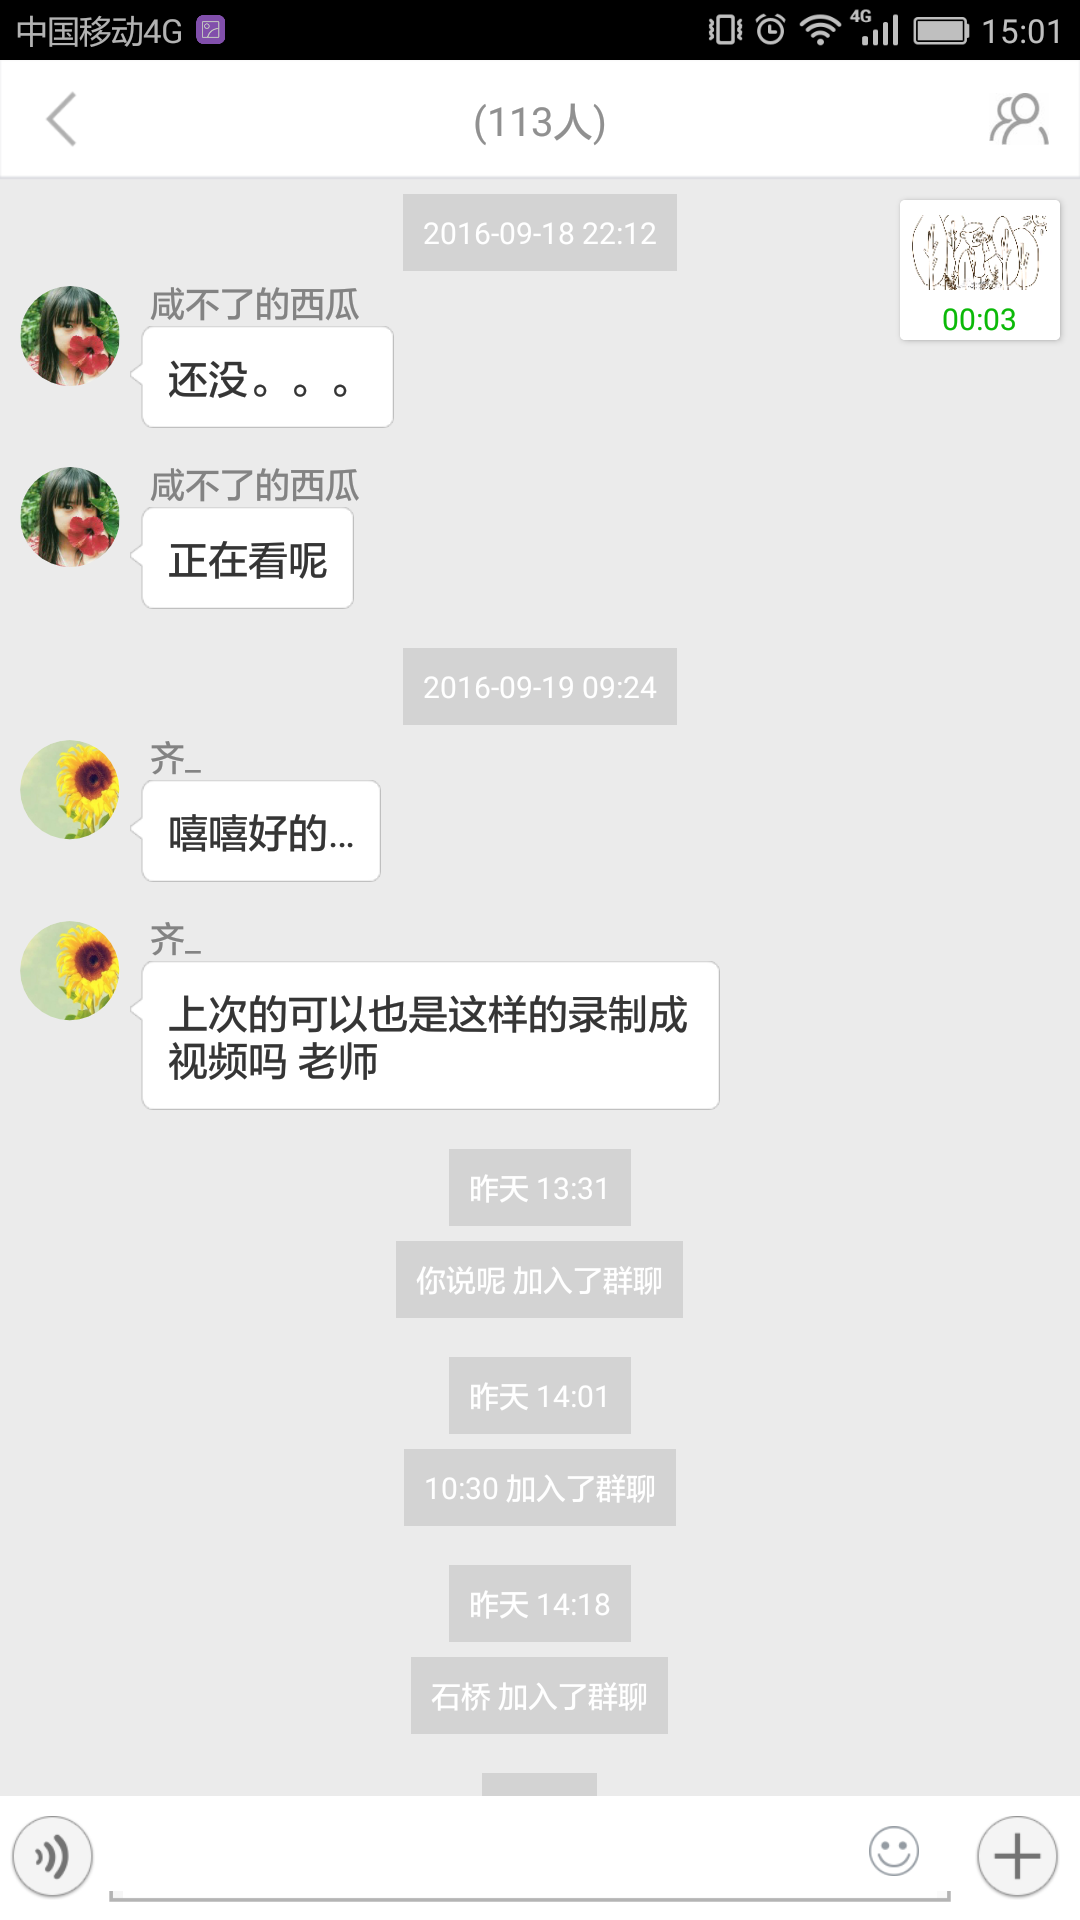 中国移动4G
4G
15:01
(113人)
2016-09-18 22:12
00:03
咸不了的西瓜
还没。。。
咸不了的西瓜
正在看呢
2016-09-19 09:24
齐_
嘻嘻好的...
齐_
上次的可以也是这样的录制成
视频吗 老师
昨天 13:31
你说呢 加入了群聊
昨天 14:01
10:30 加入了群聊
昨天 14:18
石桥 加入了群聊